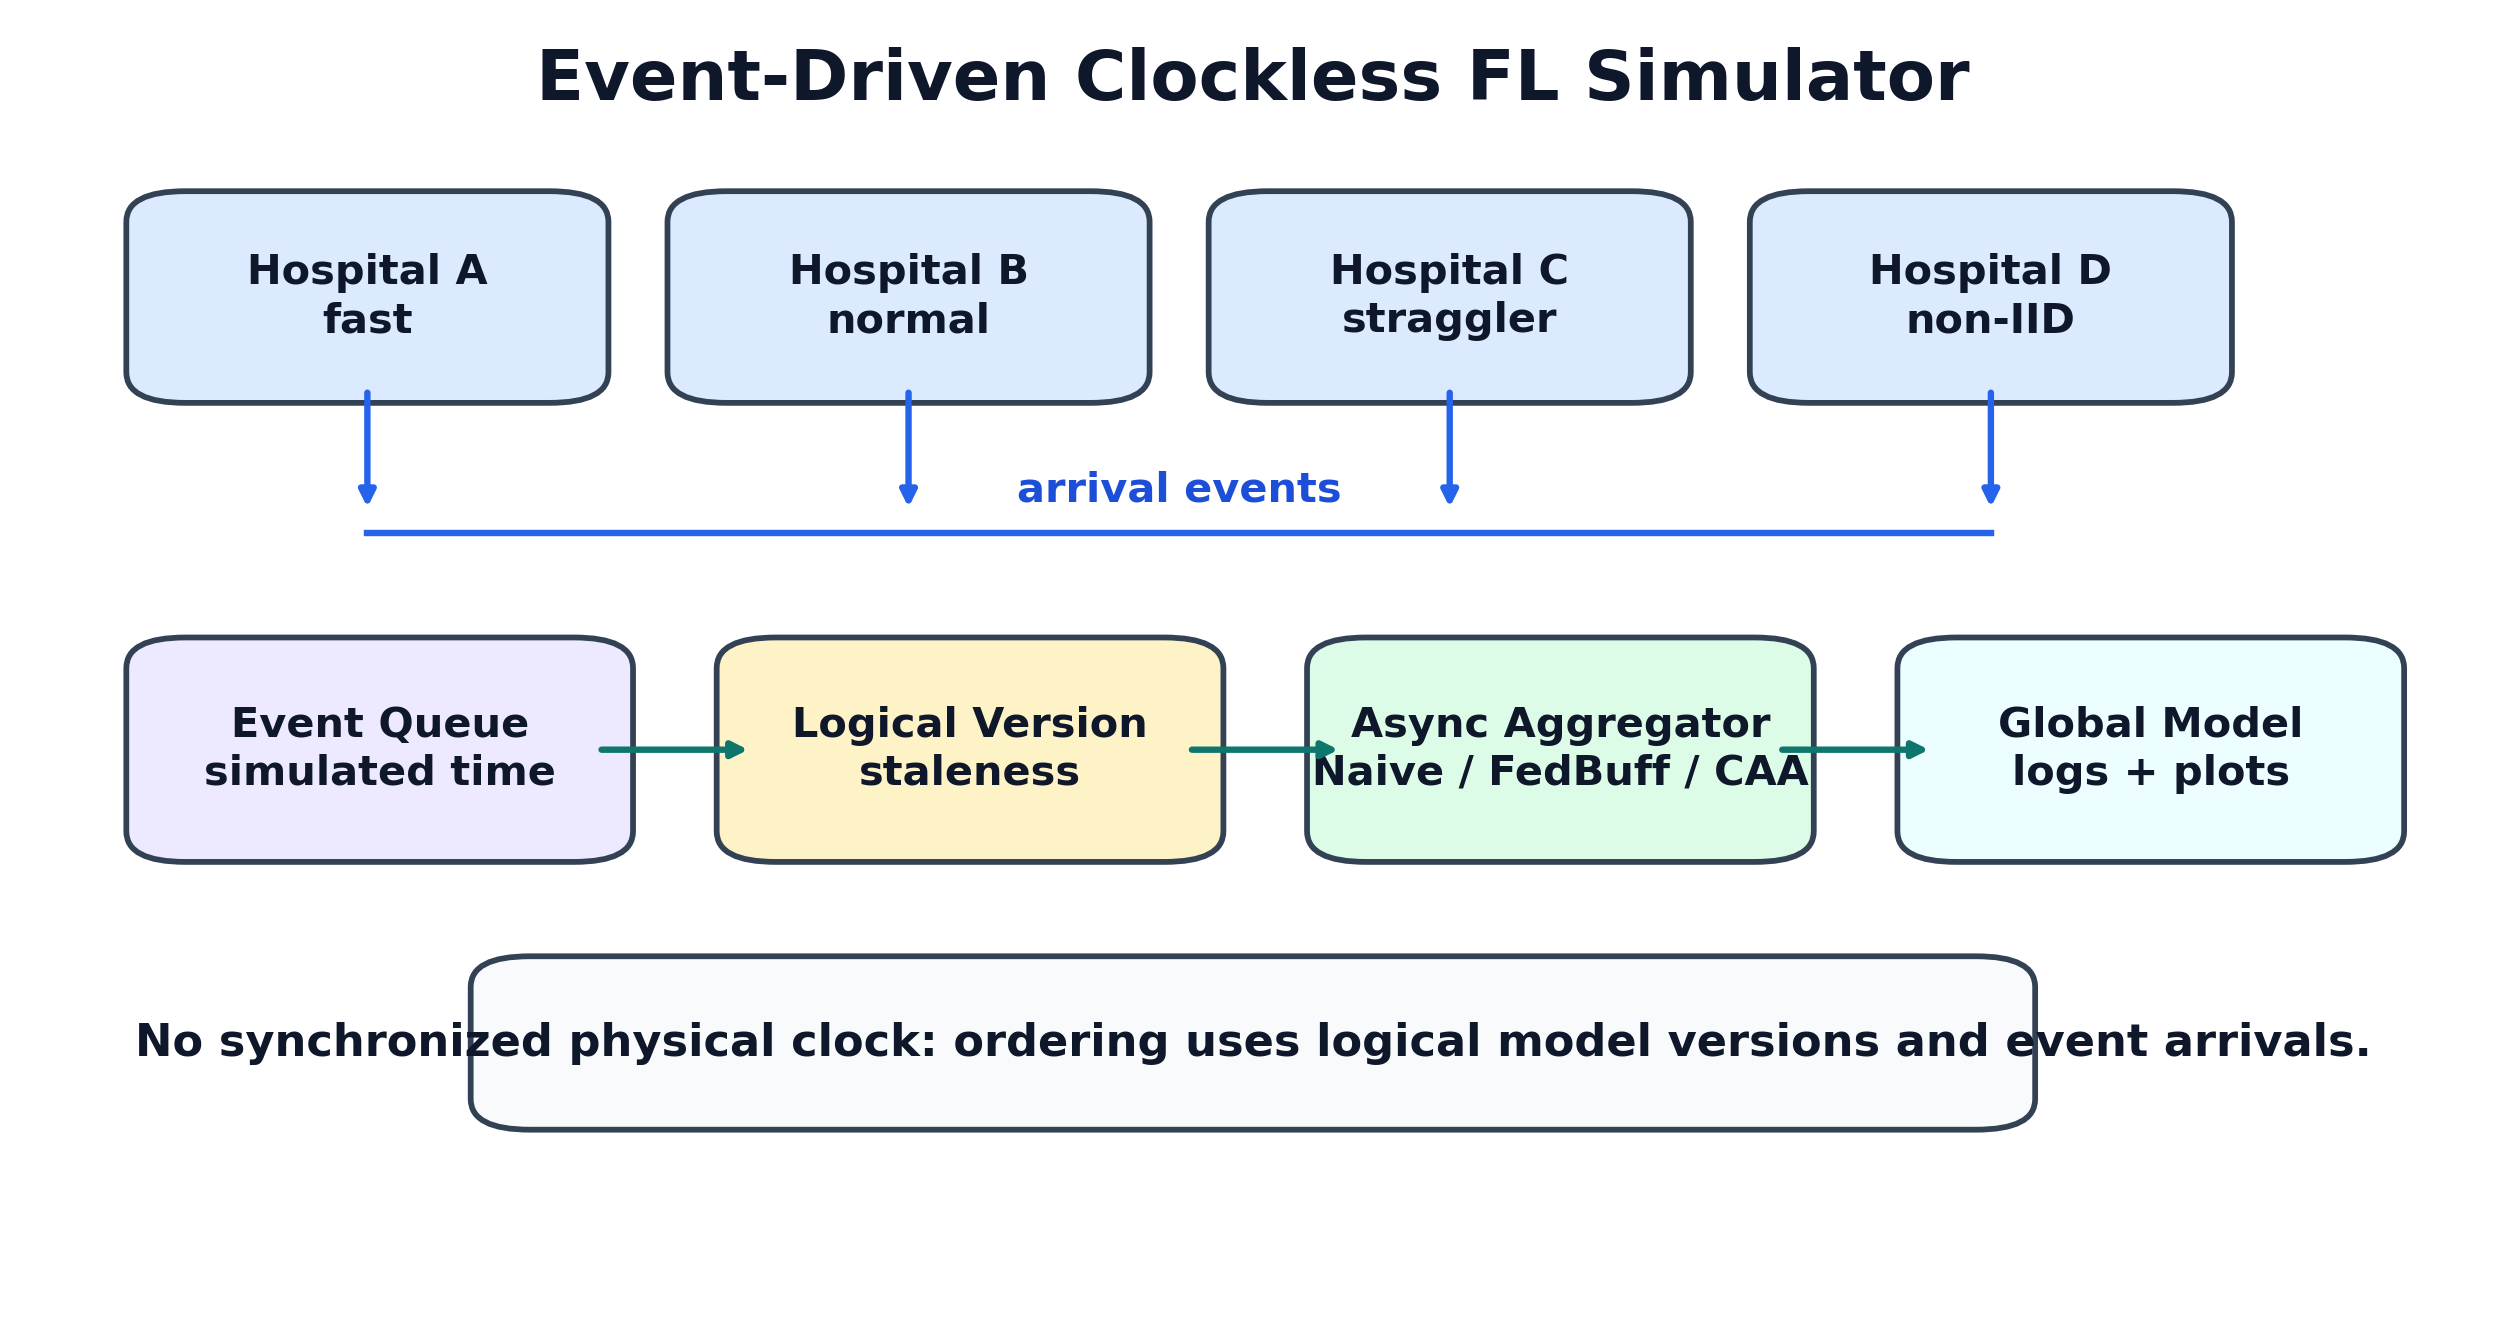 Event-Driven Clockless FL Simulator
Hospital A
fast
Hospital B
normal
Hospital C
straggler
Hospital D
non-IID
arrival events
Event Queue
simulated time
Logical Version
staleness
Async Aggregator
Naive / FedBuff / CAA
Global Model
logs + plots
No synchronized physical clock: ordering uses logical model versions and event arrivals.